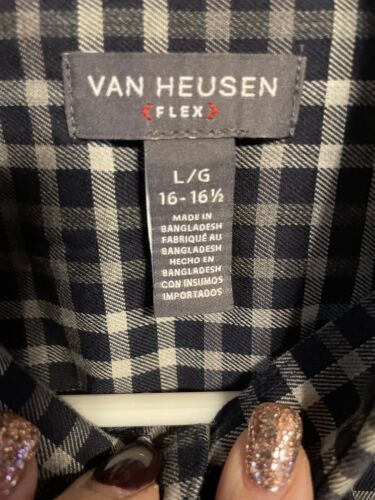 VAN HEUSEN
‹FLEX›
L/G
16-16½
MADE IN
BANGLADESH
FABRIQUÉ AU
BANGLADESH
HECHO EN
BANGLADESH
CON INSUMOS
IMPORTADOS